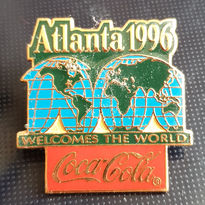 Atlanta 1996
WELCOMES THE WORLD
Coca-Cola®